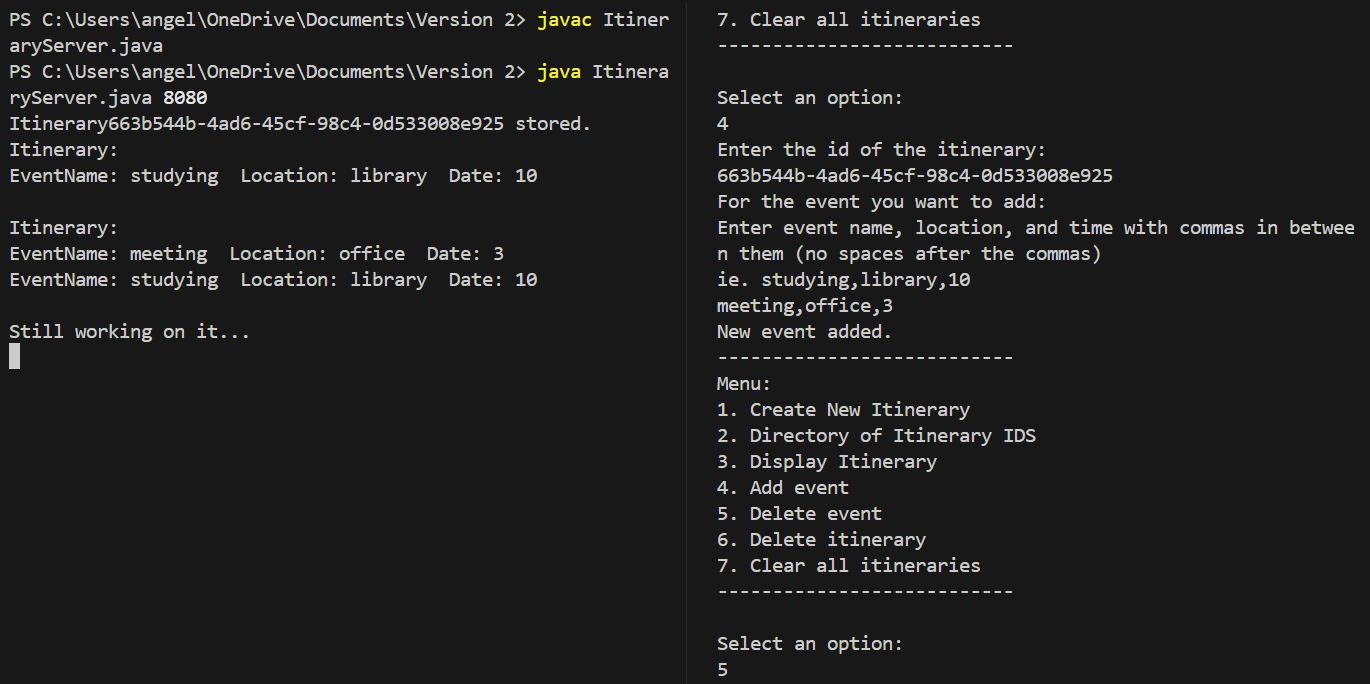 PS C:\Users\angel\OneDrive\Documents\Version 2> javac Itiner
aryServer.java
PS C:\Users\angel\OneDrive\Documents\Version 2> java Itinera
ryServer.java 8080
Itinerary663b544b-4ad6-45cf-98c4-0d533008e925 stored.
Itinerary:
EventName: studying  Location: library  Date: 10

Itinerary:
EventName: meeting  Location: office  Date: 3
EventName: studying  Location: library  Date: 10

Still working on it...
7. Clear all itineraries
---------------------------

Select an option:
4
Enter the id of the itinerary:
663b544b-4ad6-45cf-98c4-0d533008e925
For the event you want to add:
Enter event name, location, and time with commas in betwee
n them (no spaces after the commas)
ie. studying,library,10
meeting,office,3
New event added.
---------------------------
Menu:
1. Create New Itinerary
2. Directory of Itinerary IDS
3. Display Itinerary
4. Add event
5. Delete event
6. Delete itinerary
7. Clear all itineraries
---------------------------

Select an option:
5